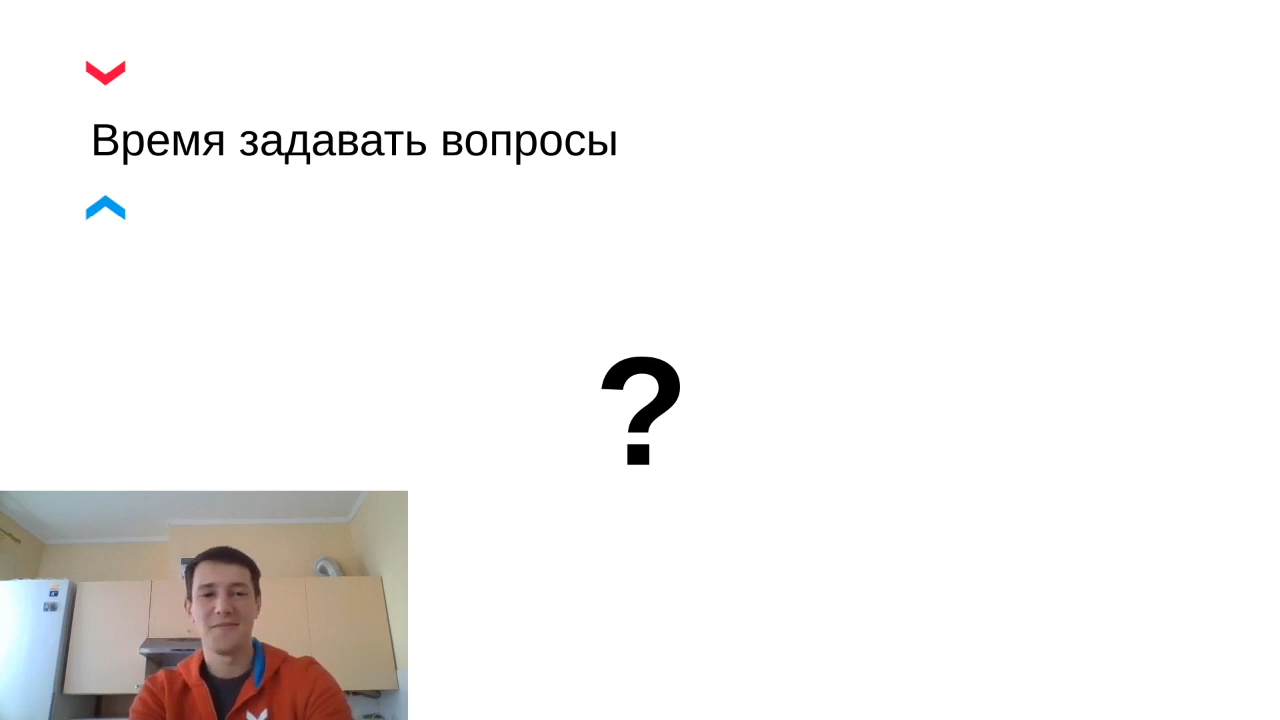 Время задавать вопросы
?